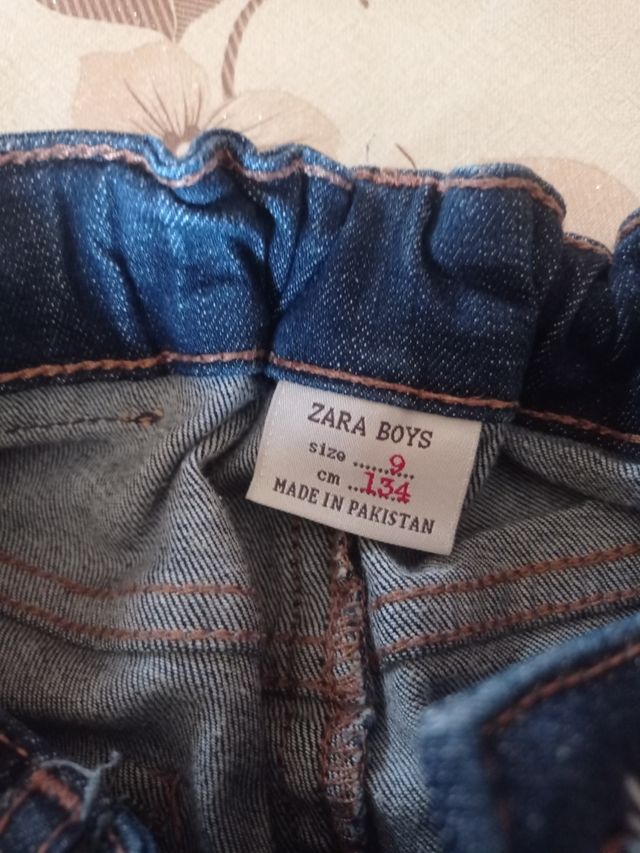 ZARA BOYS
size ......9...
cm ...134
MADE IN PAKISTAN